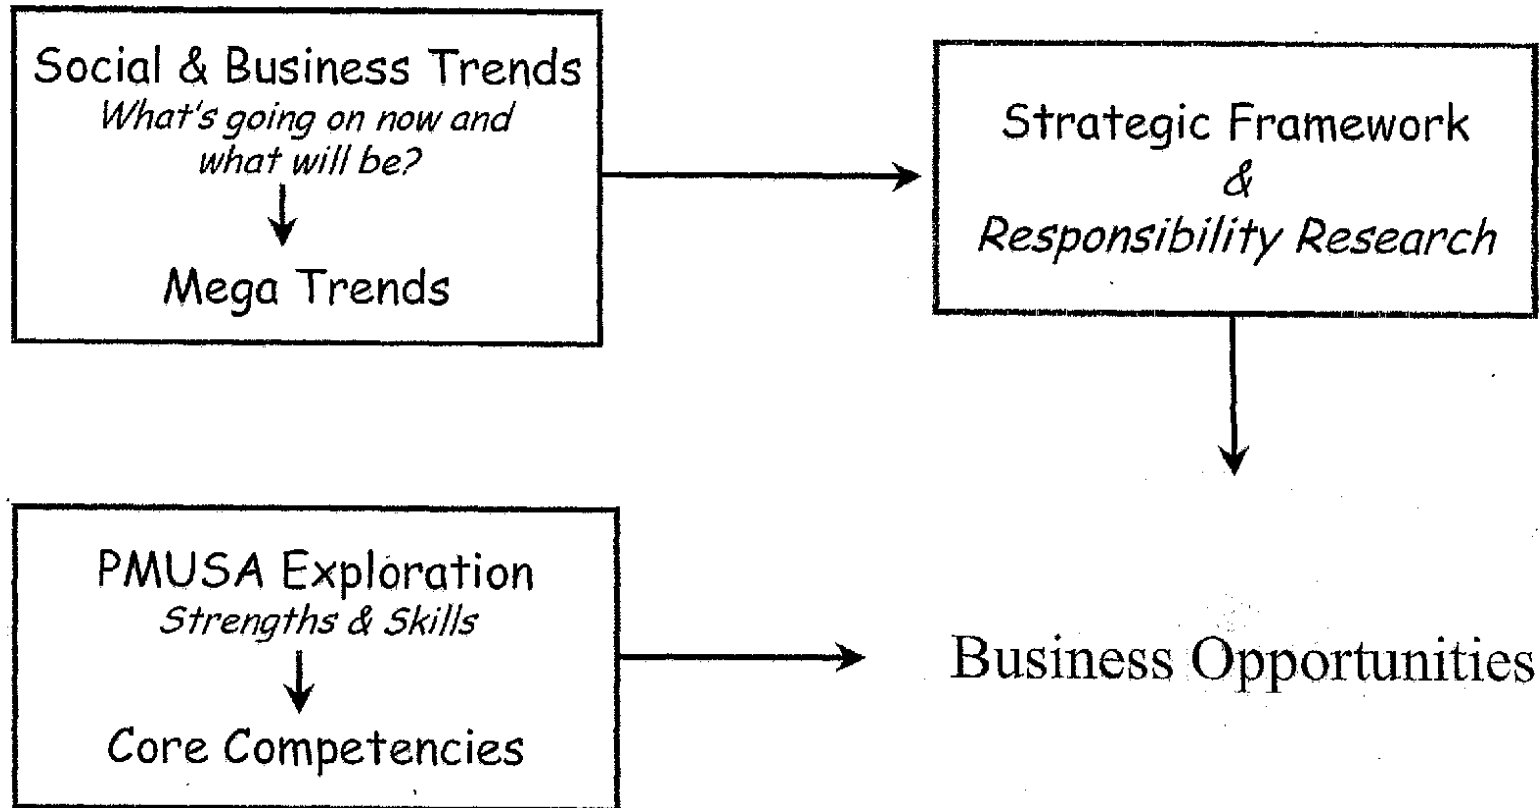 Social & Business Trends
What's going on now and
what will be?
Mega Trends
Strategic Framework
&
Responsibility Research
PMUSA Exploration
Strengths & Skills
Core Competencies
Business Opportunities